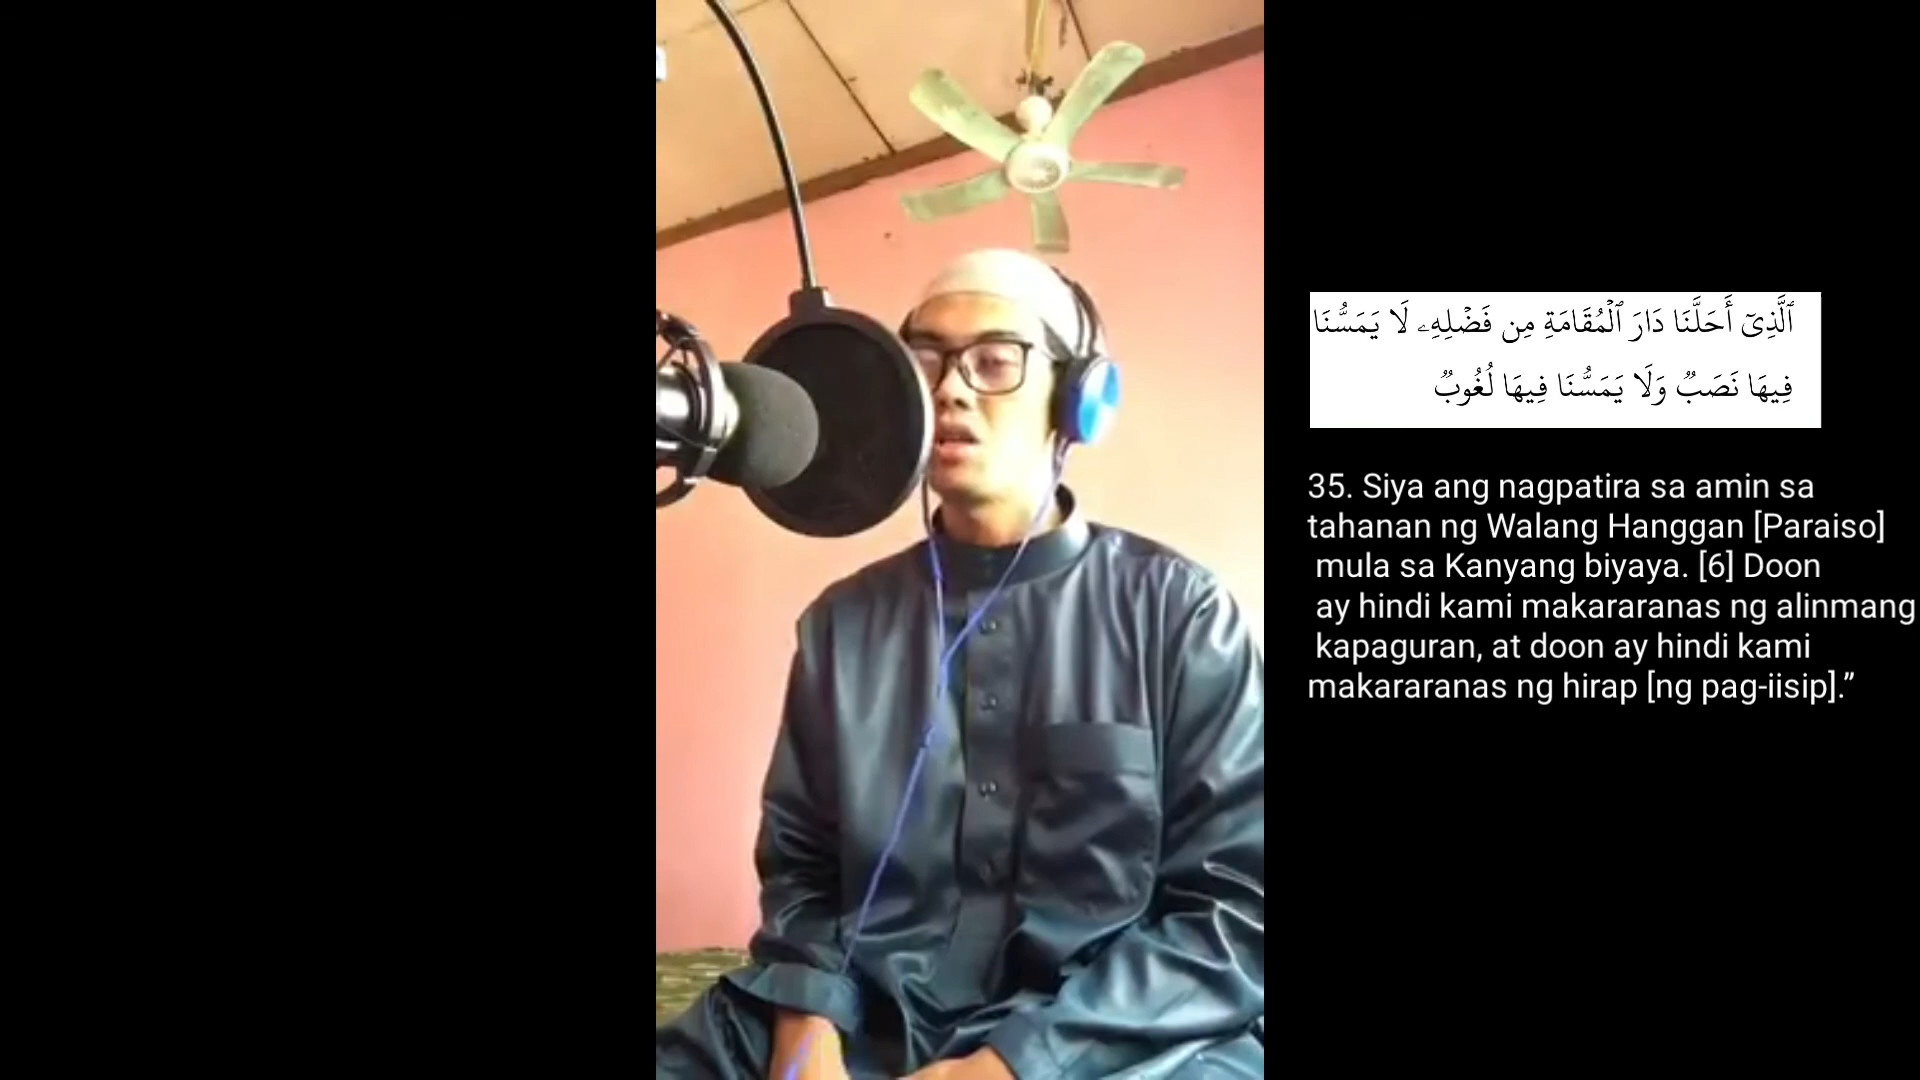 ٱلَّذِىٓ أَحَلَّنَا دَارَ ٱلْمُقَامَةِ مِن فَضْلِهِۦ لَا يَمَسُّنَا
فِيهَا نَصَبٌ وَلَا يَمَسُّنَا فِيهَا لُغُوبٌ
35. Siya ang nagpatira sa amin sa
tahanan ng Walang Hanggan [Paraiso]
mula sa Kanyang biyaya. [6] Doon
ay hindi kami makararanas ng alinmang
kapaguran, at doon ay hindi kami
makararanas ng hirap [ng pag-iisip].”